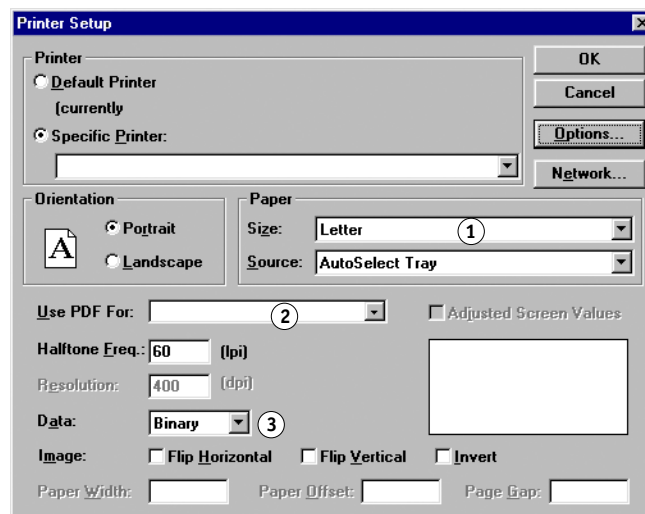 Printer Setup
Printer
Default Printer
(currently
Specific Printer:
OK
Cancel
Options...
Network...
Orientation
A
Portrait
Landscape
Paper
Size: Letter 1
Source: AutoSelect Tray
Use PDF For: 2
Adjusted Screen Values
Halftone Freq.: 60 (lpi)
Resolution: 400 (dpi)
Data: Binary 3
Image: Flip Horizontal Flip Vertical Invert
Paper Width: Paper Offset: Page Gap: